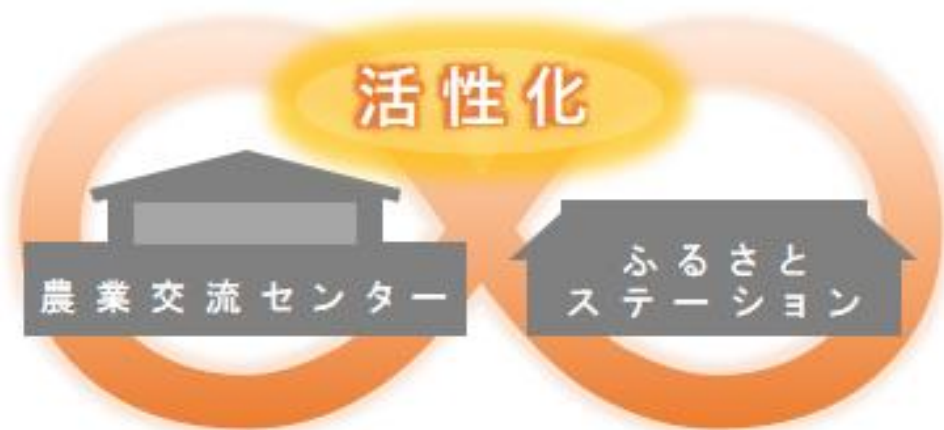 活性化
農業交流センター
ふるさと
ステーション